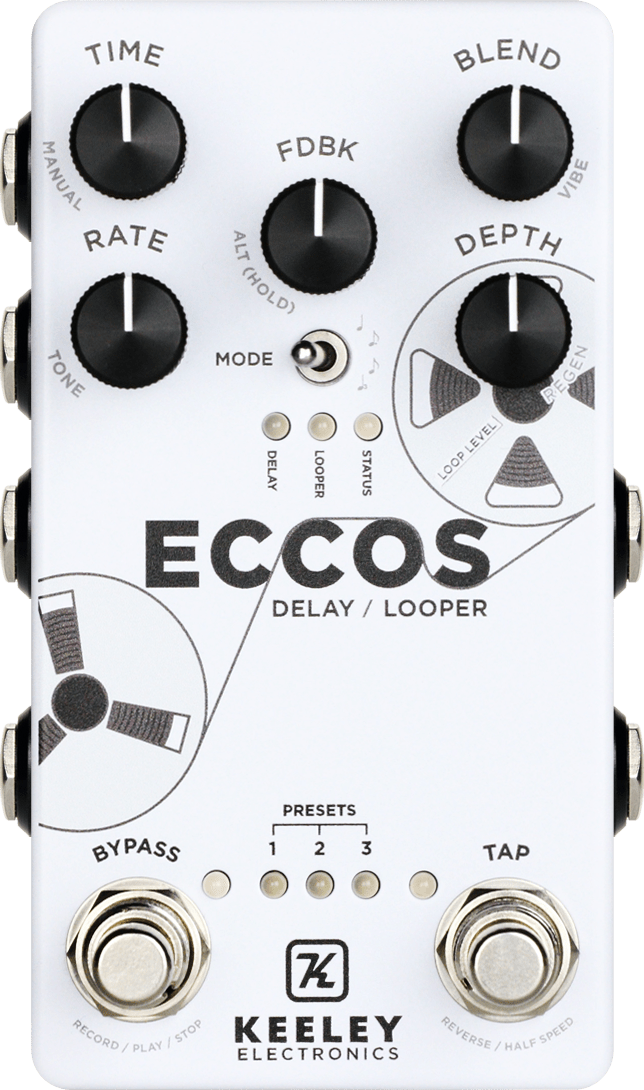 TIME
BLEND
MANUAL
FDBK
VIBE
RATE
ALT (HOLD)
DEPTH
TONE
MODE
REGEN
LOOP LEVEL
DELAY
LOOPER
STATUS
ECCOS
DELAY / LOOPER
PRESETS
1 2 3
BYPASS
TAP
RECORD / PLAY / STOP
REVERSE / HALF SPEED
KEELEY
ELECTRONICS